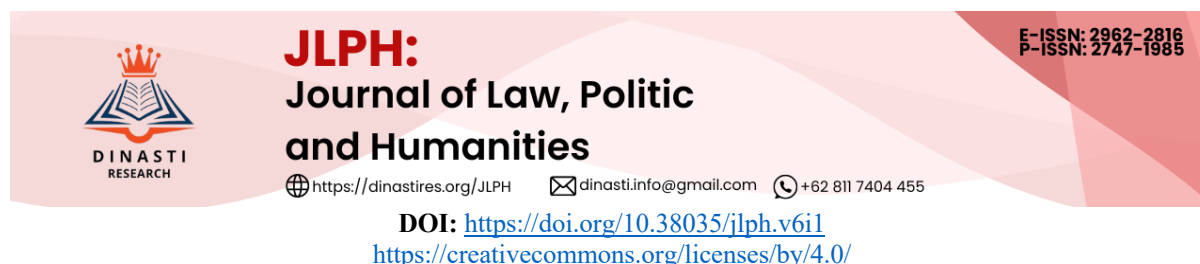 JLPH:
Journal of Law, Politic
and Humanities
E-ISSN: 2962-2816
P-ISSN: 2747-1985
DINASTI
RESEARCH
https://dinastires.org/JLPH
dinasti.info@gmail.com
+62 811 7404 455
DOI: https://doi.org/10.38035/jlph.v6i1
https://creativecommons.org/licenses/by/4.0/